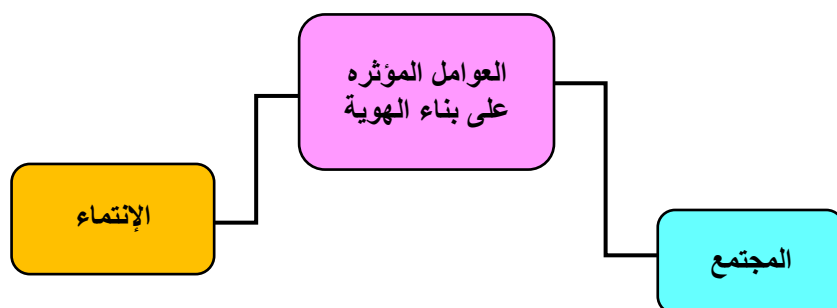 العوامل المؤثره
على بناء الهوية
الإنتماء
المجتمع